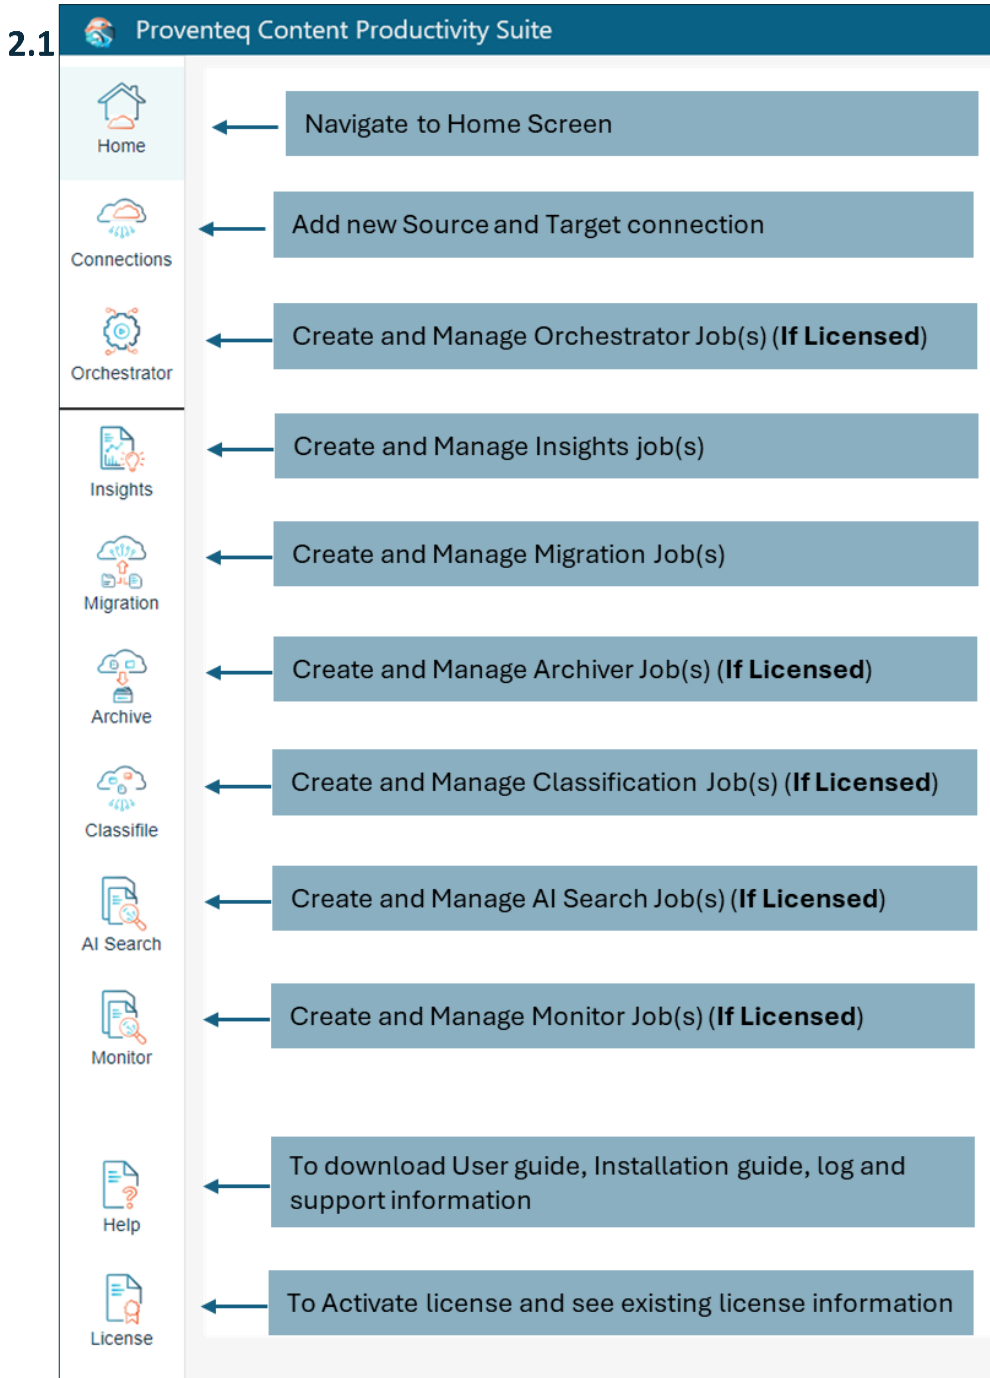 2.1
Proventeq Content Productivity Suite
Home
Navigate to Home Screen
Connections
Add new Source and Target connection
Orchestrator
Create and Manage Orchestrator Job(s) (If Licensed)
Insights
Create and Manage Insights job(s)
Migration
Create and Manage Migration Job(s)
Archive
Create and Manage Archiver Job(s) (If Licensed)
Classifile
Create and Manage Classification Job(s) (If Licensed)
AI Search
Create and Manage AI Search Job(s) (If Licensed)
Monitor
Create and Manage Monitor Job(s) (If Licensed)
Help
To download User guide, Installation guide, log and
support information
License
To Activate license and see existing license information